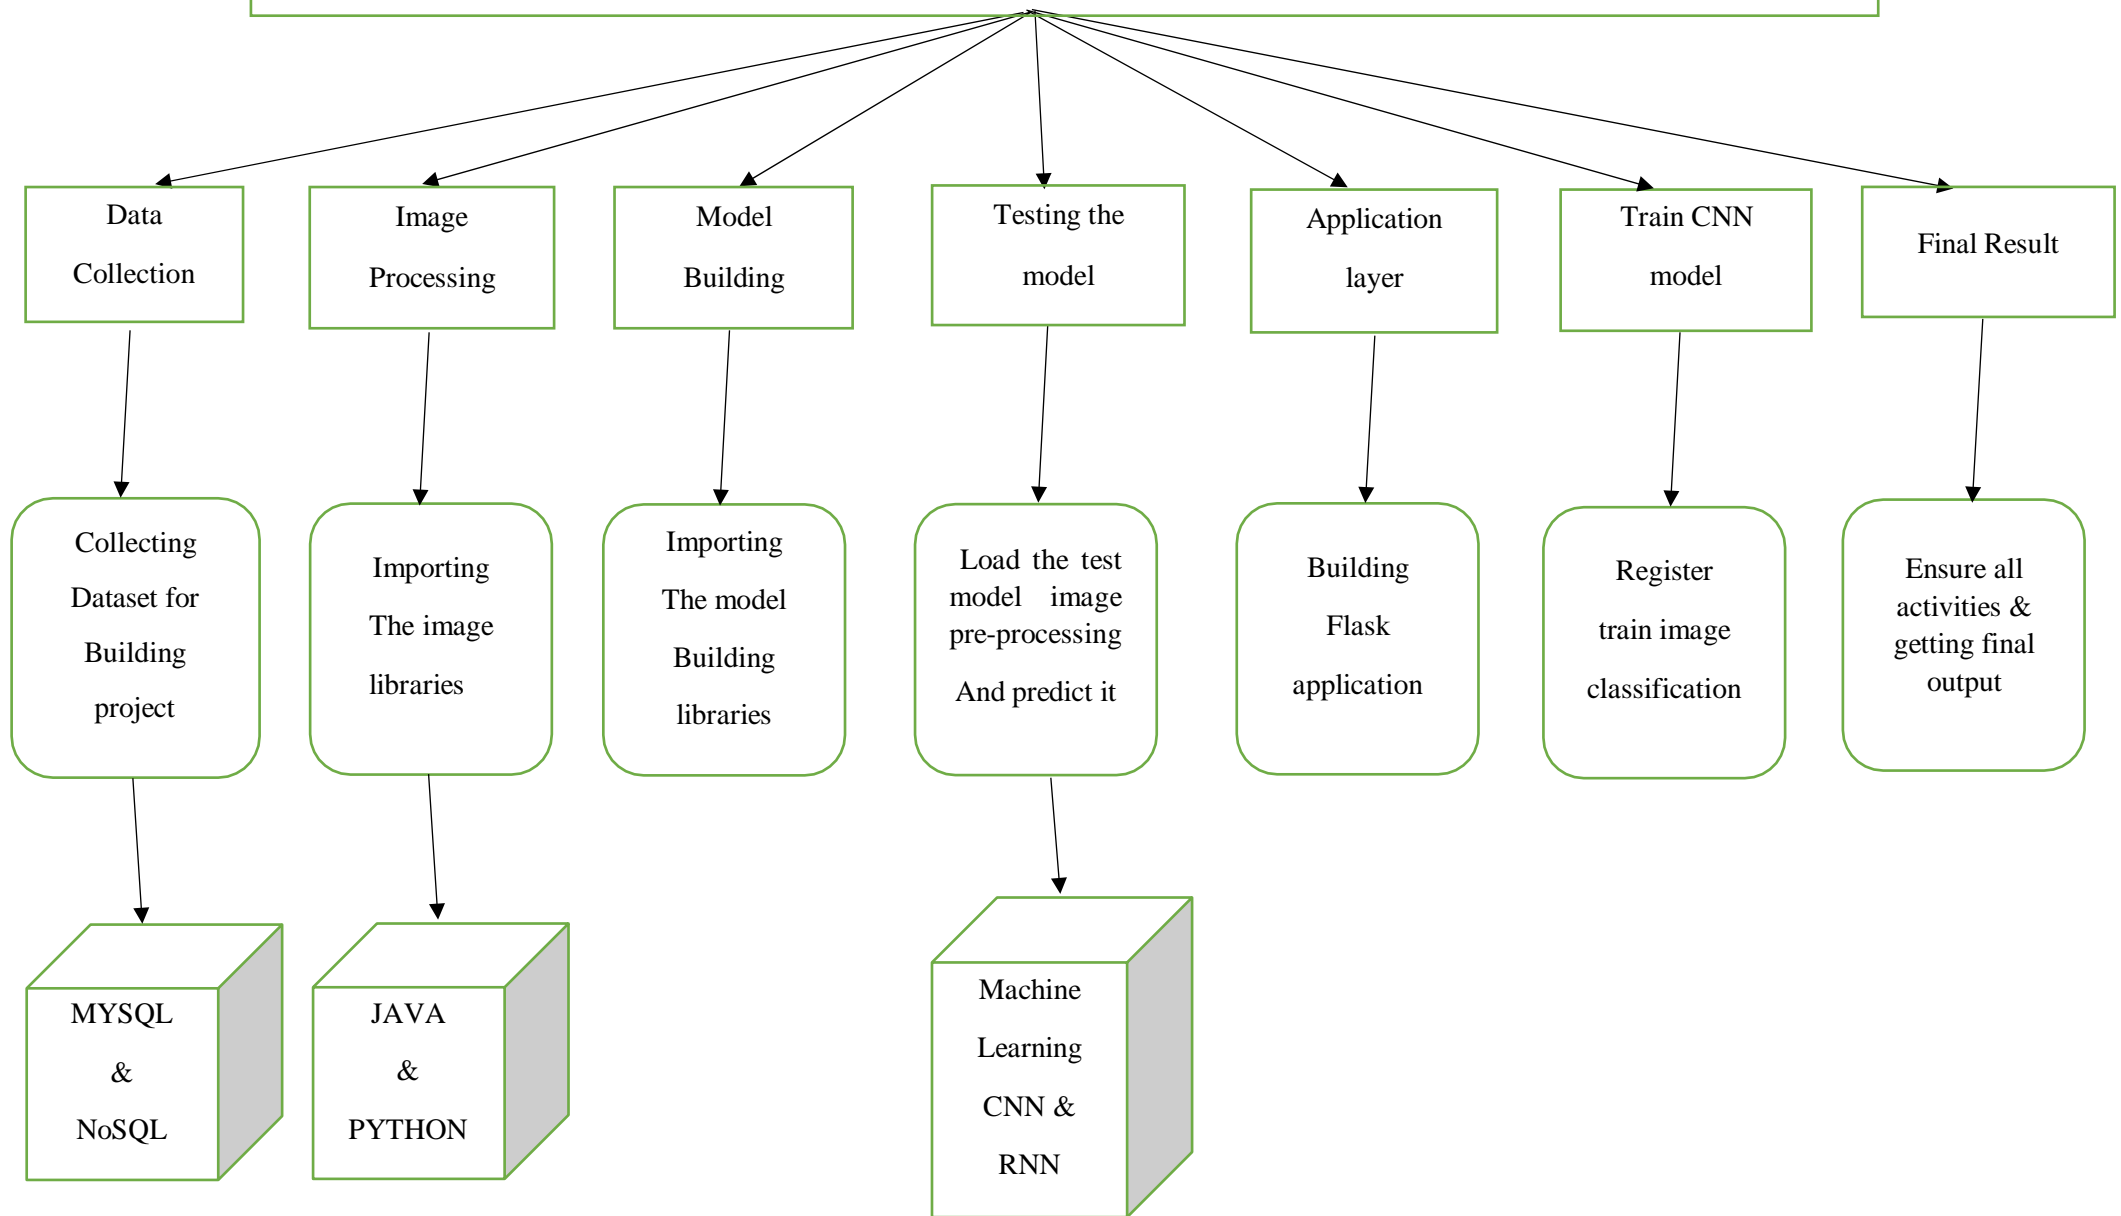 Data
Collection
Image
Processing
Model
Building
Testing the
model
Application
layer
Train CNN
model
Final Result
Collecting
Dataset for
Building
project
Importing
The image
libraries
Importing
The model
Building
libraries
Load the test
model image
pre-processing
And predict it
Building
Flask
application
Register
train image
classification
Ensure all
activities &
getting final
output
MYSQL
&
NoSQL
JAVA
&
PYTHON
Machine
Learning
CNN &
RNN